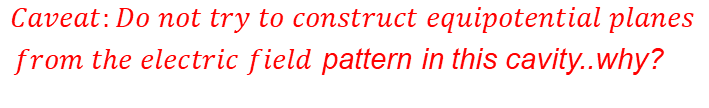 Caveat: Do not try to construct equipotential planes
from the electric field pattern in this cavity..why?